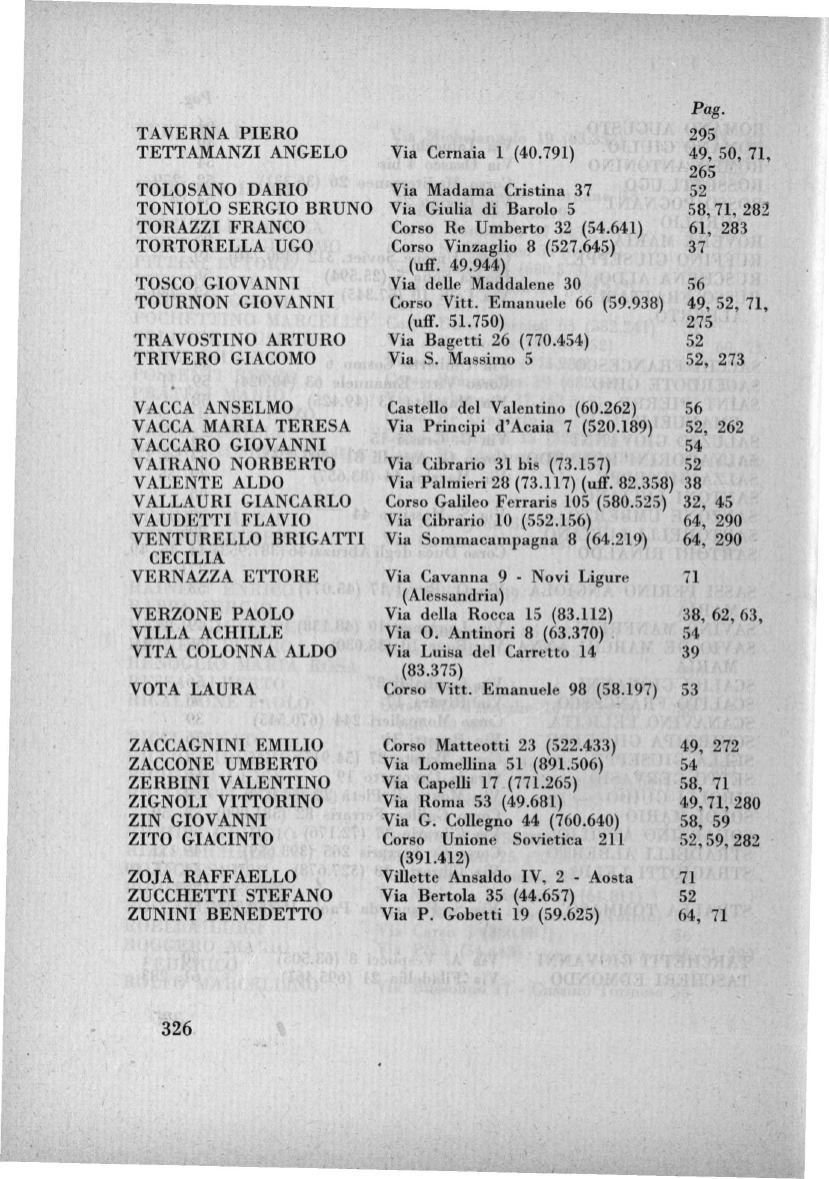 Pag.
TAVERNA PIERO 295
TETTAMANZI ANGELO Via Cernaia 1 (40.791) 49, 50, 71,
265
TOLOSANO DARIO Via Madama Cristina 37 52
TONIOLO SERGIO BRUNO Via Giulia di Barolo 5 58, 71, 282
TORAZZI FRANCO Corso Re Umberto 32 (54.641) 61, 283
TORTORELLA UGO Corso Vinzaglio 8 (527.645) 37
(uff. 49.944)
TOSCO GIOVANNI Via delle Maddalene 30 56
TOURNON GIOVANNI Corso Vitt. Emanuele 66 (59.938) 49, 52, 71,
(uff. 51.750) 275
TRAVOSTINO ARTURO Via Bagetti 26 (770.454) 52
TRIVERO GIACOMO Via S. Massimo 5 52, 273
VACCA ANSELMO Castello del Valentino (60.262) 56
VACCA MARIA TERESA Via Principi d'Acaia 7 (520.189) 52, 262
VACCARO GIOVANNI 54
VAIRANO NORBERTO Via Cibrario 31 bis (73.157) 52
VALENTE ALDO Via Palmieri 28 (73.117) (uff. 82.358) 38
VALLAURI GIANCARLO Corso Galileo Ferraris 105 (580.525) 32, 45
VAUDETTI FLAVIO Via Cibrario 10 (552.156) 64, 290
VENTURELLO BRIGATTI Via Sommacampagna 8 (64.219) 64, 290
CECILIA
VERNAZZA ETTORE Via Cavanna 9 - Novi Ligure 71
(Alessandria)
VERZONE PAOLO Via della Rocca 15 (83.112) 38, 62, 63,
VILLA ACHILLE Via O. Antinori 8 (63.370) 54
VITA COLONNA ALDO Via Luisa del Carretto 14 39
(83.375)
VOTA LAURA Corso Vitt. Emanuele 98 (58.197) 53
ZACCAGNINI EMILIO Corso Matteotti 23 (522.433) 49, 272
ZACCONE UMBERTO Via Lomellina 51 (891.506) 54
ZERBINI VALENTINO Via Capelli 17 (771.265) 58, 71
ZIGNOLI VITTORINO Via Roma 53 (49.681) 49, 71, 280
ZIN GIOVANNI Via G. Collegno 44 (760.640) 58, 59
ZITO GIACINTO Corso Unione Sovietica 211 52, 59, 282
(391.412)
ZOJA RAFFAELLO Villette Ansaldo IV, 2 - Aosta 71
ZUCCHETTI STEFANO Via Bertola 35 (44.657) 52
ZUNINI BENEDETTO Via P. Gobetti 19 (59.625) 64, 71
326